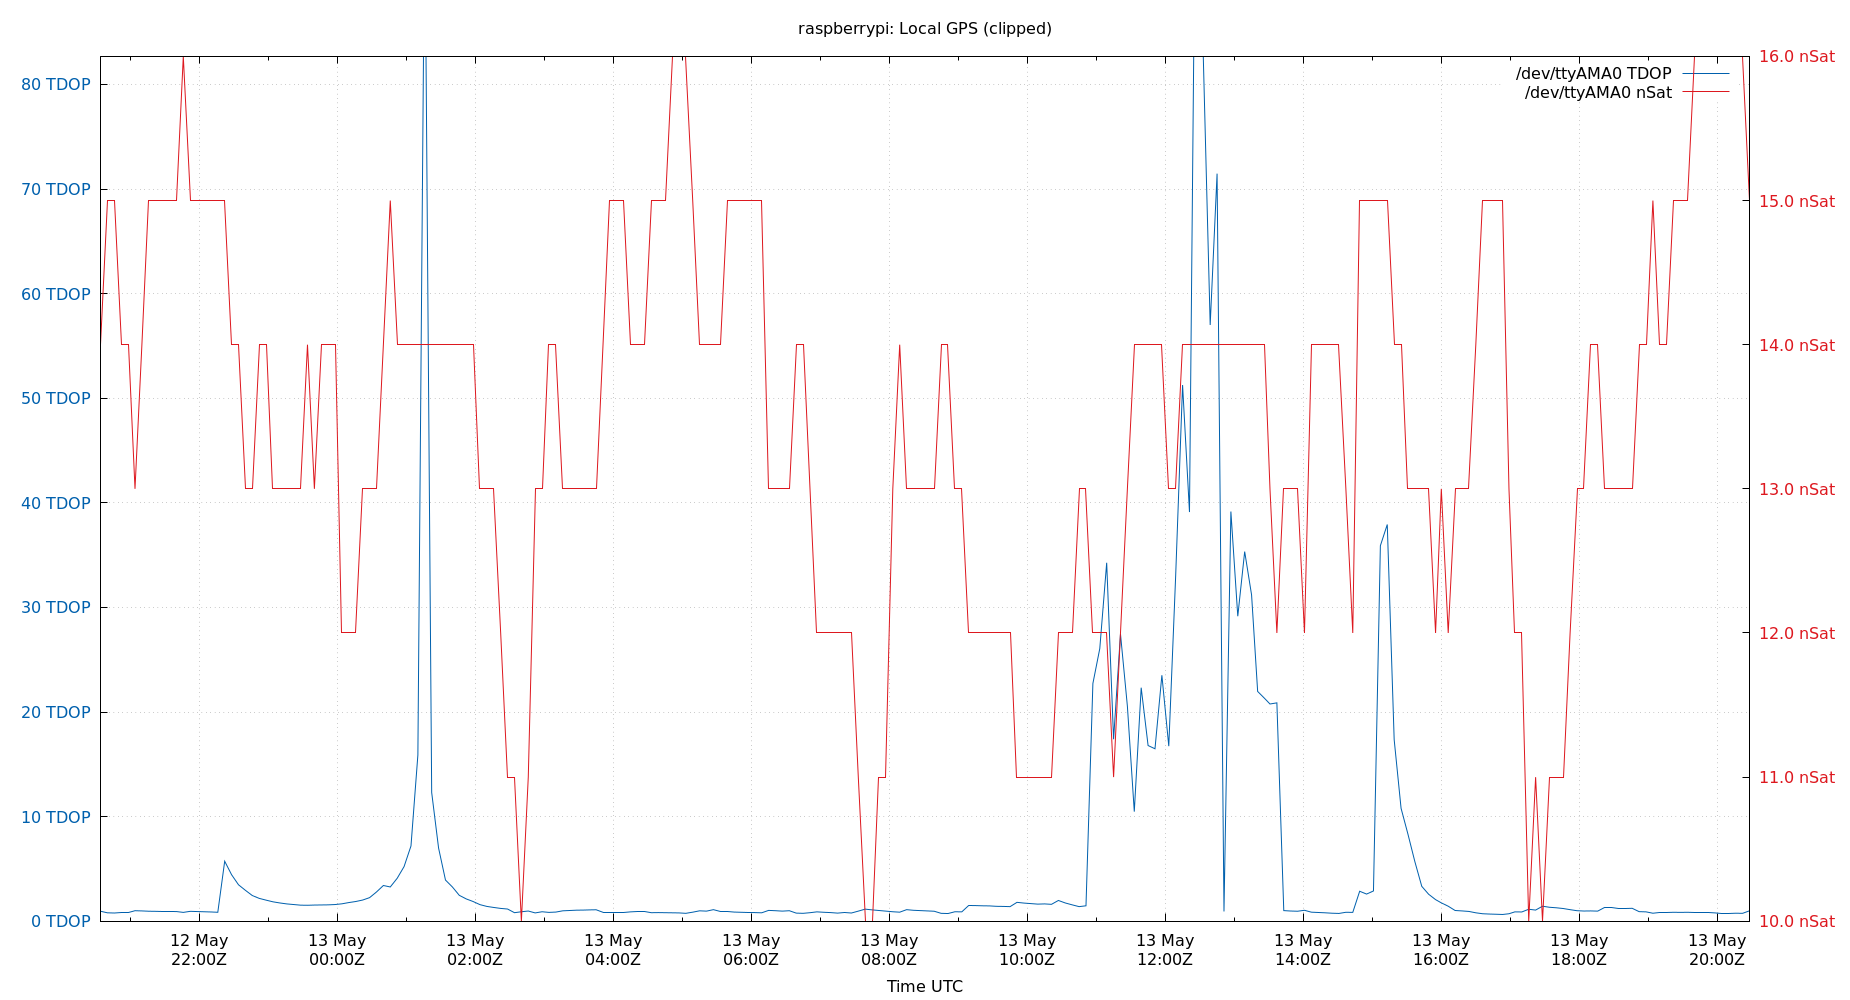 raspberrypi: Local GPS (clipped)
/dev/ttyAMA0 TDOP
/dev/ttyAMA0 nSat
80 TDOP
70 TDOP
60 TDOP
50 TDOP
40 TDOP
30 TDOP
20 TDOP
10 TDOP
0 TDOP
16.0 nSat
15.0 nSat
14.0 nSat
13.0 nSat
12.0 nSat
11.0 nSat
10.0 nSat
12 May
22:00Z
13 May
00:00Z
13 May
02:00Z
13 May
04:00Z
13 May
06:00Z
13 May
08:00Z
13 May
10:00Z
13 May
12:00Z
13 May
14:00Z
13 May
16:00Z
13 May
18:00Z
13 May
20:00Z
Time UTC